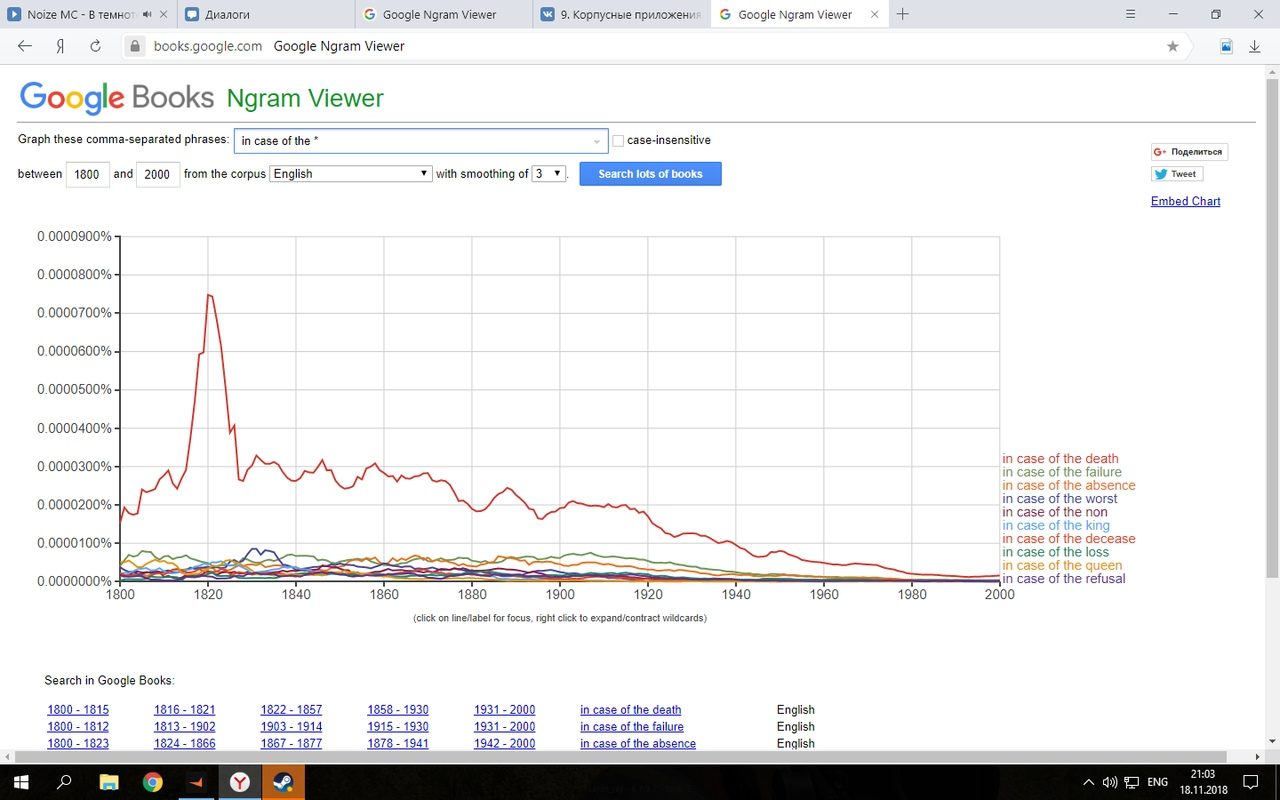 Noize MC - В темнот
Диалоги
Google Ngram Viewer
9. Корпусные приложения
Google Ngram Viewer
books.google.com Google Ngram Viewer
Google Books Ngram Viewer
Graph these comma-separated phrases: in case of the * case-insensitive
between 1800 and 2000 from the corpus English with smoothing of 3 . Search lots of books
Поделиться
Tweet
Embed Chart
0.0000900%
0.0000800%
0.0000700%
0.0000600%
0.0000500%
0.0000400%
0.0000300%
0.0000200%
0.0000100%
0.0000000%
1800 1820 1840 1860 1880 1900 1920 1940 1960 1980 2000
in case of the death
in case of the failure
in case of the absence
in case of the worst
in case of the non
in case of the king
in case of the decease
in case of the loss
in case of the queen
in case of the refusal
(click on line/label for focus, right click to expand/contract wildcards)
Search in Google Books:
1800 - 1815 1816 - 1821 1822 - 1857 1858 - 1930 1931 - 2000 in case of the death English
1800 - 1812 1813 - 1902 1903 - 1914 1915 - 1930 1931 - 2000 in case of the failure English
1800 - 1823 1824 - 1866 1867 - 1877 1878 - 1941 1942 - 2000 in case of the absence English
ENG
21:03
18.11.2018